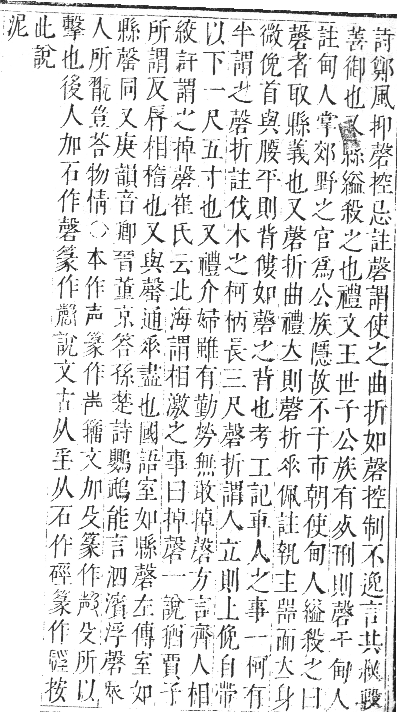 詩鄭風抑磬控忌註磬謂使之曲折如磬控制不逸言共極馭
善御也又縣縊殺之也禮文王世子公族有死刑則磬于甸人
註甸人掌郊野之官爲公族隱故不于市朝使甸人縊殺之曰
磬者取縣義也又磬折曲禮立則磬折垂佩註執主器而立身
微俛首與腰平則背僂如磬之背也考工記車人之事一柯有
半謂之磬折註伐木之柯柄長三尺磬折謂人立則上俛自帶
以下一尺五寸也又禮介婦雖有勤勞無敢掉磬方言齊人相
絞訐謂之掉磬崔氏云北海謂相激之事曰掉磬一說猶賈子
所謂反脣相稽也又與罄通垂盡也國語室如縣磬左傳室如
縣罄同又庚韻音卿晉董京答孫楚詩鸚鵡能言泗濱浮磬衆
人所翫豈荅物情○本作声篆作籒文加殳篆作殳所以
擊也後人加石作磬篆作說文古从巠从石作硜篆作按
此說
泥